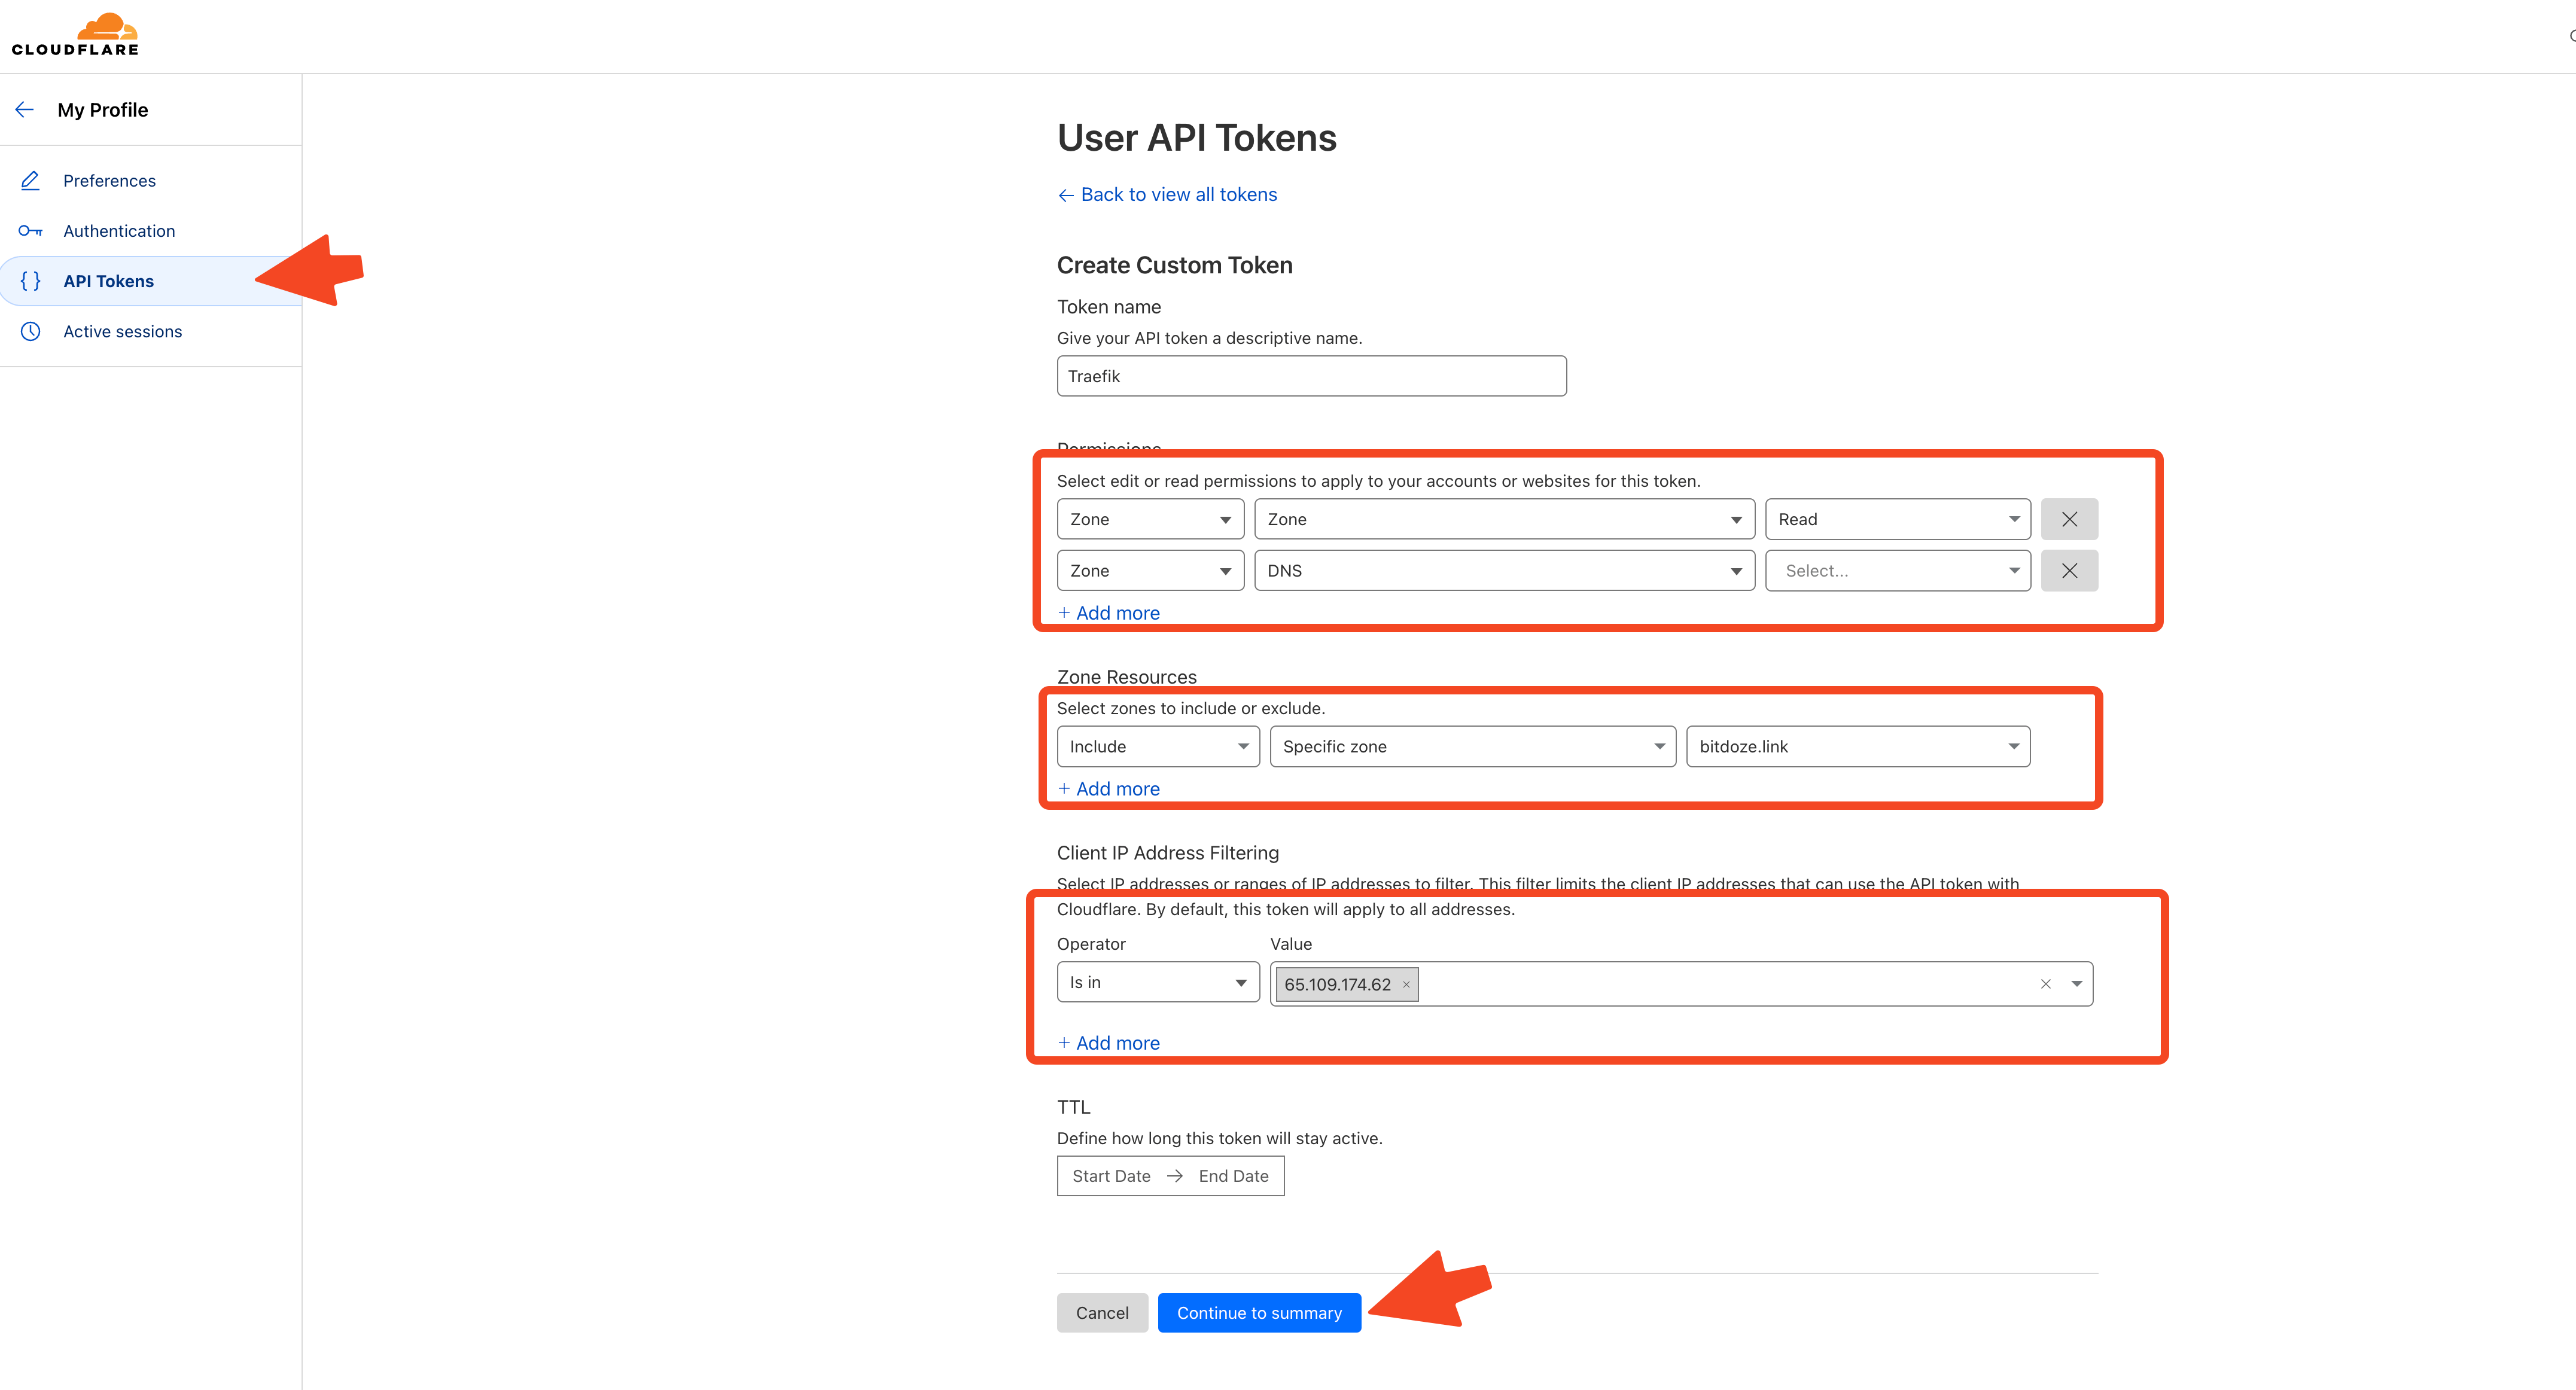 CLOUDFLARE
My Profile
Preferences
Authentication
API Tokens
Active sessions
User API Tokens
Back to view all tokens
Create Custom Token
Token name
Give your API token a descriptive name.
Traefik
Permissions
Select edit or read permissions to apply to your accounts or websites for this token.
Zone Zone Read
Zone DNS Select...
+ Add more
Zone Resources
Select zones to include or exclude.
Include Specific zone bitdoze.link
+ Add more
Client IP Address Filtering
Select IP addresses or ranges of IP addresses to filter. This filter limits the client IP addresses that can use the API token with
Cloudflare. By default, this token will apply to all addresses.
Operator Value
Is in 65.109.174.62 ×
+ Add more
TTL
Define how long this token will stay active.
Start Date → End Date
Cancel Continue to summary